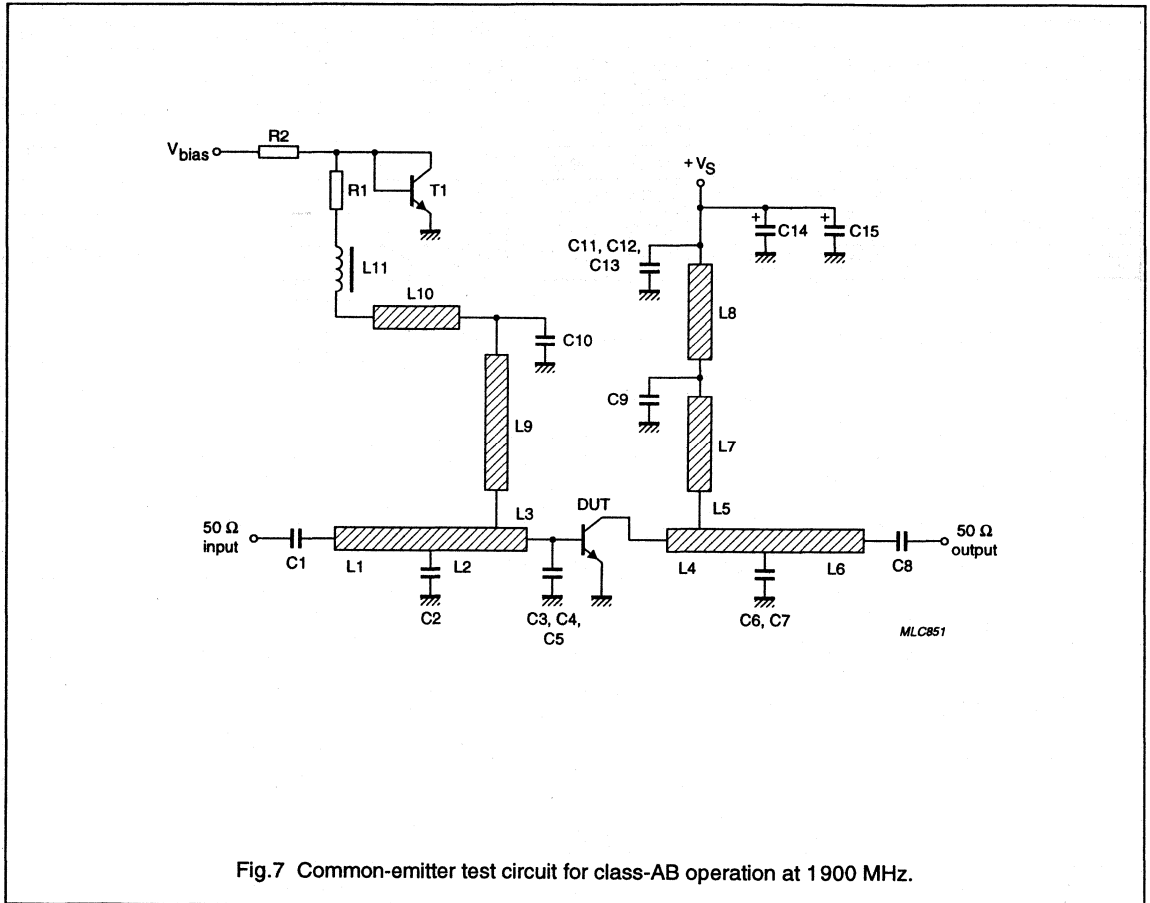 R2
V bias
R1
T1
+ VS
+
C14
+
C15
C11, C12,
C13
L11
L10
L8
C10
C9
L9
L7
L3
DUT
L5
50 Ω
input
50 Ω
output
C1
L1
L2
L4
L6
C8
C2
C3, C4,
C5
C6, C7
MLC851
Fig.7 Common-emitter test circuit for class-AB operation at 1900 MHz.